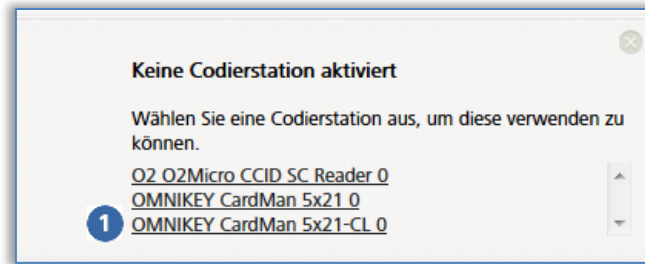 Keine Codierstation aktiviert
Wählen Sie eine Codierstation aus, um diese verwenden zu
können.
O2 O2Micro CCID SC Reader 0
OMNIKEY CardMan 5x21 0
1 OMNIKEY CardMan 5x21-CL 0